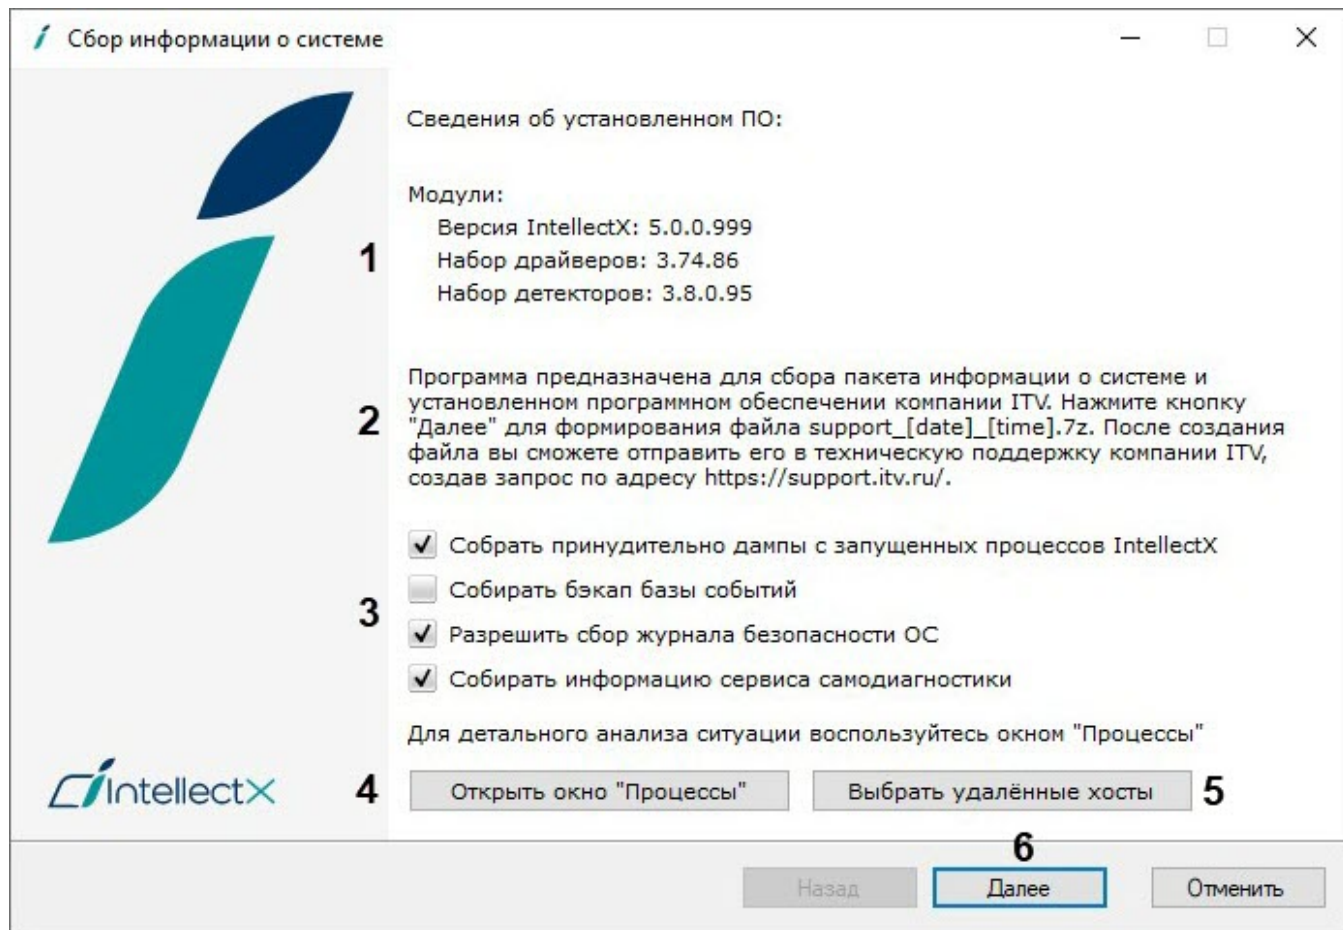 Сбор информации о системе
Сведения об установленном ПО:
Модули:
Версия IntellectX: 5.0.0.999
1
Набор драйверов: 3.74.86
Набор детекторов: 3.8.0.95
Программа предназначена для сбора пакета информации о системе и
установленном программном обеспечении компании ITV. Нажмите кнопку
2
"Далее" для формирования файла support_[date]_[time].7z. После создания
файла вы сможете отправить его в техническую поддержку компании ITV,
создав запрос по адресу https://support.itv.ru/.
Собрать принудительно дампы с запущенных процессов IntellectX
Собирать бэкап базы событий
3
Разрешить сбор журнала безопасности ОС
Собирать информацию сервиса самодиагностики
Для детального анализа ситуации воспользуйтесь окном "Процессы"
IntellectX
4 Открыть окно "Процессы" Выбрать удалённые хосты 5
6
Назад Далее Отменить